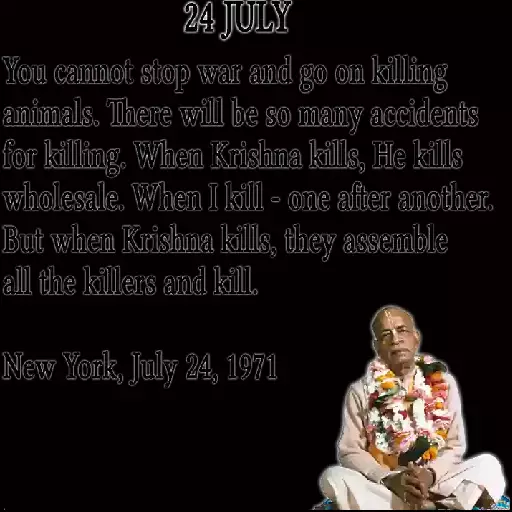 24 JULY
You cannot stop war and go on killing
animals. There will be so many accidents
for killing. When Krishna kills, He kills
wholesale. When I kill - one after another.
But when Krishna kills, they assemble
all the killers and kill.
New York, July 24, 1971